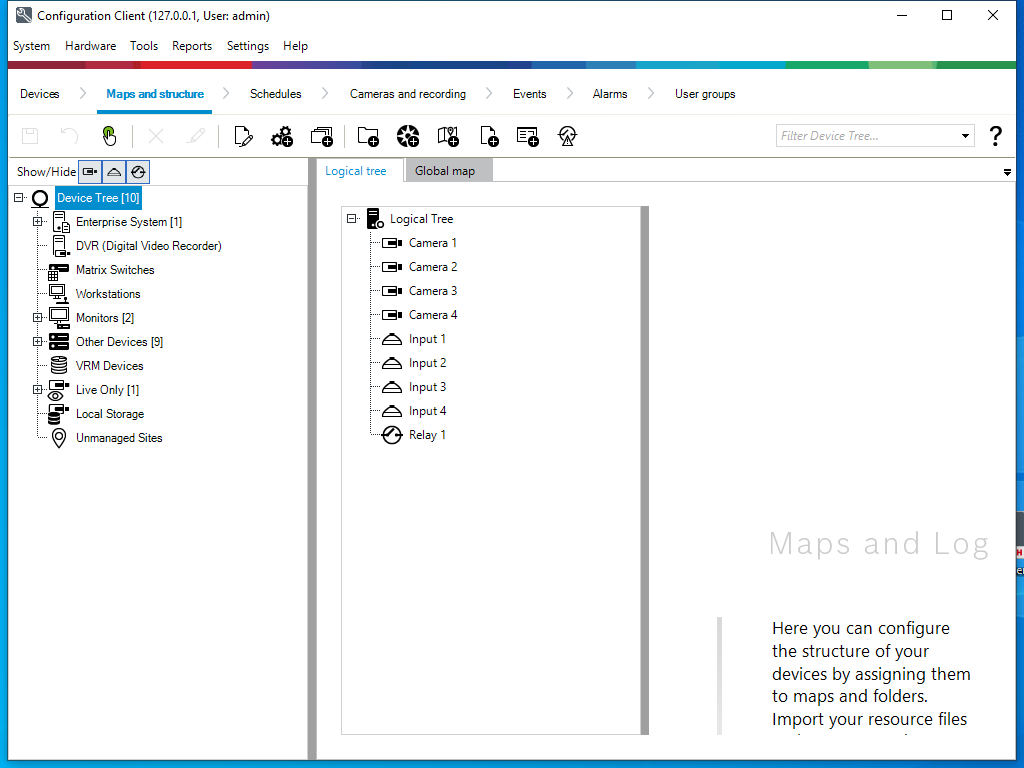 Configuration Client (127.0.0.1, User: admin)
System Hardware Tools Reports Settings Help
Devices Maps and structure Schedules Cameras and recording Events Alarms User groups
Filter Device Tree... ?
Show/Hide
Logical tree Global map
Device Tree [10]
Enterprise System [1]
DVR (Digital Video Recorder)
Matrix Switches
Workstations
Monitors [2]
Other Devices [9]
VRM Devices
Live Only [1]
Local Storage
Unmanaged Sites
Logical Tree
Camera 1
Camera 2
Camera 3
Camera 4
Input 1
Input 2
Input 3
Input 4
Relay 1
Maps and Log
Here you can configure
the structure of your
devices by assigning them
to maps and folders.
Import your resource files